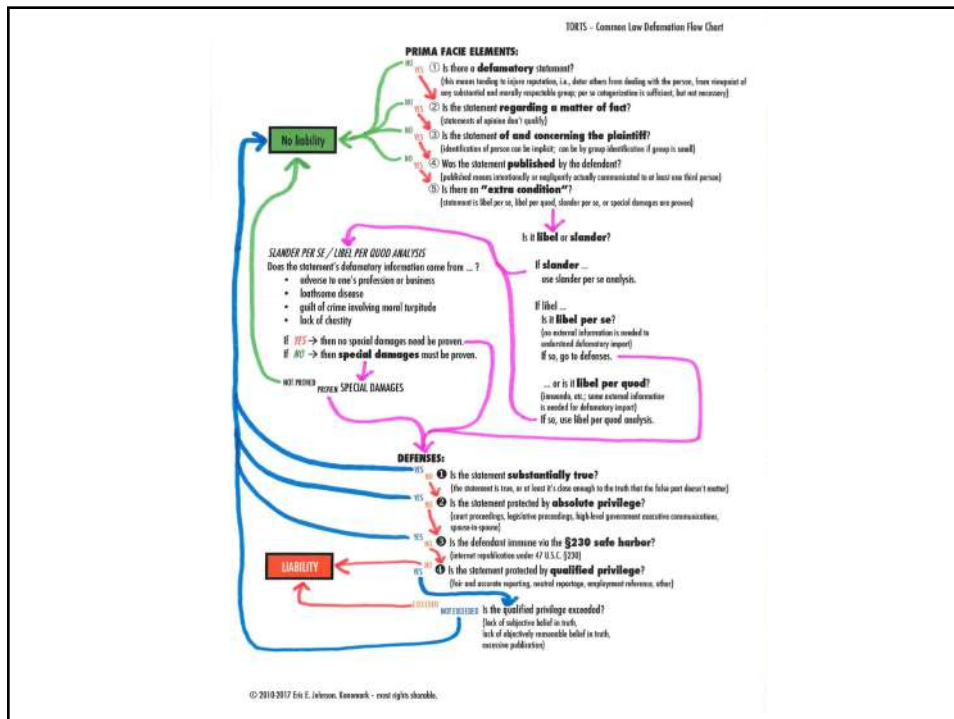 TORTS – Common Law Defamation Flow Chart
PRIMA FACIE ELEMENTS:
NO YES ① Is there a defamatory statement?
(this means tending to injure reputation, i.e., deter others from dealing with the person, from viewpoint of
any substantial and morally respectable group; per se categorization is sufficient, but not necessary)
NO YES ② Is the statement regarding a matter of fact?
(statements of opinion don't qualify)
No liability
NO YES ③ Is the statement of and concerning the plaintiff?
(identification of person can be implicit; can be by group identification if group is small)
NO YES ④ Was the statement published by the defendant?
(published means intentionally or negligently actually communicated to at least one third person)
⑤ Is there an "extra condition"?
(statement is libel per se, libel per quod, slander per se, or special damages are proven)
Is it libel or slander?
If slander ...
use slander per se analysis.
If libel ...
Is it libel per se?
(no external information is needed to
understand defamatory import)
If so, go to defenses.
... or is it libel per quod?
(innuendo, etc.; some external information
is needed for defamatory import)
If so, use libel per quod analysis.
SLANDER PER SE / LIBEL PER QUOD ANALYSIS
Does the statement's defamatory information come from ... ?
• adverse to one's profession or business
• loathsome disease
• guilt of crime involving moral turpitude
• lack of chastity
If YES → then no special damages need be proven.
If NO → then special damages must be proven.
NOT PROVED PROVEN SPECIAL DAMAGES
DEFENSES:
YES NO ❶ Is the statement substantially true?
(the statement is true, or at least it's close enough to the truth that the false part doesn't matter)
YES NO ❷ Is the statement protected by absolute privilege?
(court proceedings, legislative proceedings, high-level government executive communications,
spouse-to spouse)
YES NO ❸ Is the defendant immune via the §230 safe harbor?
(internet republication under 47 U.S.C. §230)
LIABILITY
NO YES ❹ Is the statement protected by qualified privilege?
(fair and accurate reporting, neutral reportage, employment reference, other)
EXCEEDED NOT EXCEEDED Is the qualified privilege exceeded?
(lack of subjective belief in truth,
lack of objectively reasonable belief in truth,
excessive publication)
© 2010-2017 Eric E. Johnson. Konomark – most rights sharable.